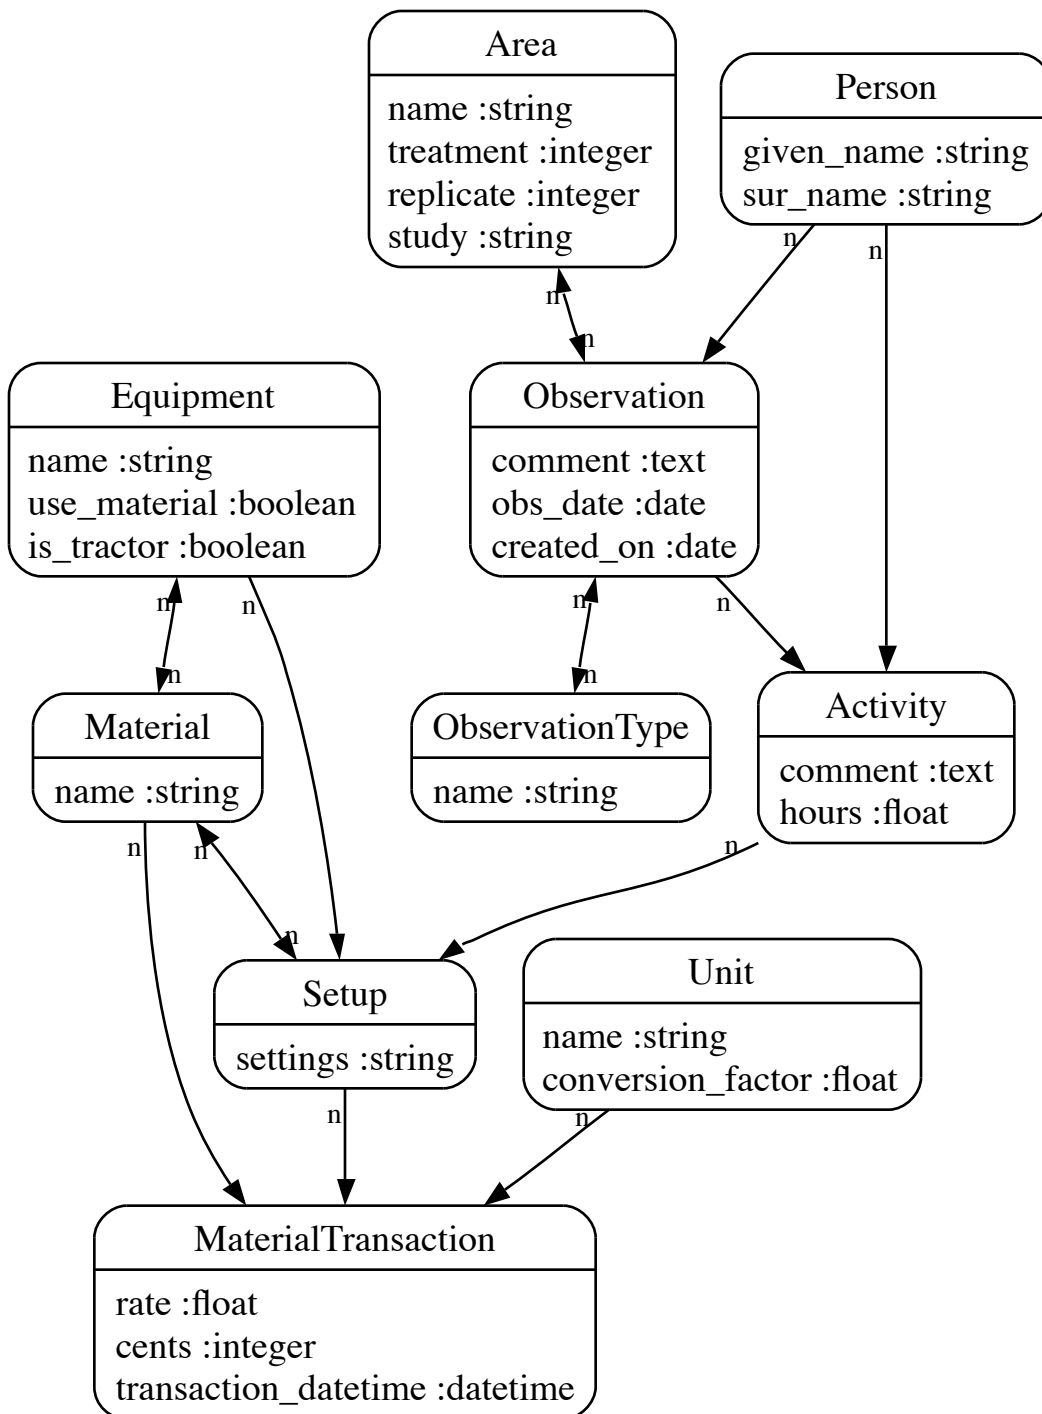 Area
name :string
treatment :integer
replicate :integer
study :string
Person
given_name :string
sur_name :string
n
n
n
n
Equipment
name :string
use_material :boolean
is_tractor :boolean
Observation
comment :text
obs_date :date
created_on :date
n
n
n
n
n
n
Material
name :string
ObservationType
name :string
Activity
comment :text
hours :float
n
n
n
n
Setup
settings :string
Unit
name :string
conversion_factor :float
n
n
MaterialTransaction
rate :float
cents :integer
transaction_datetime :datetime